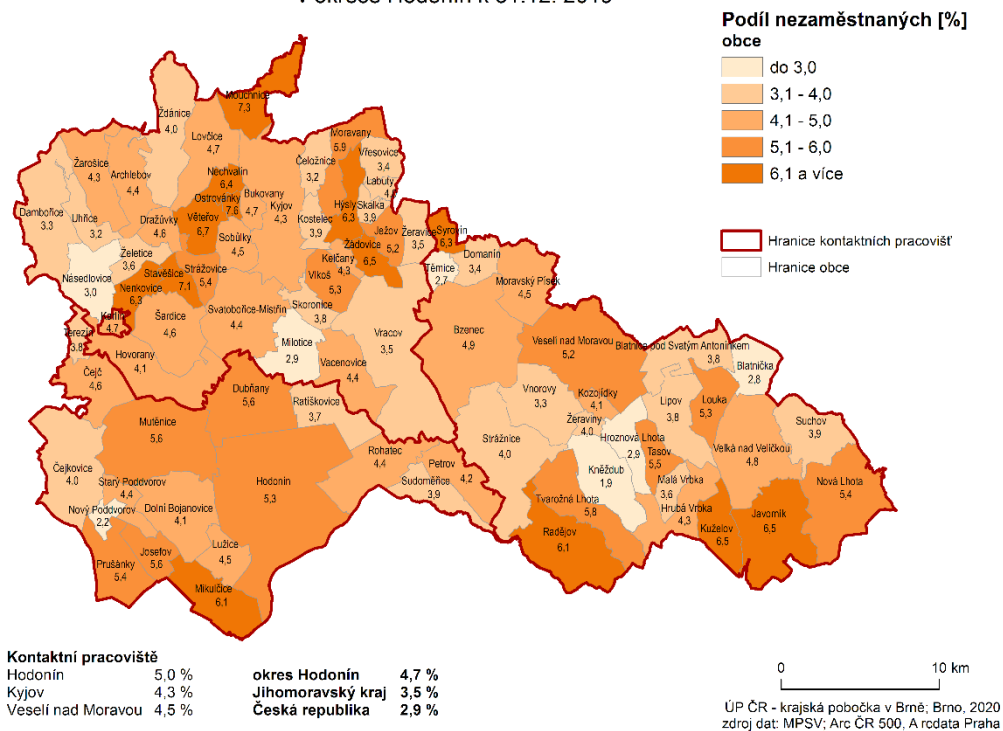 v okrese Hodonín k 31.12. 2019
Podíl nezaměstnaných [%]
obce
do 3,0
3,1 - 4,0
4,1 - 5,0
5,1 - 6,0
6,1 a více
Hranice kontaktních pracovišť
Hranice obce
Mouchnice
7,3
Ždánice
4,0
Lovčice
4,7
Moravany
5,9
Vřesovice
3,4
Čeložnice
3,2
Žarošice
4,3
Archlebov
4,4
Nechvalín
6,4
Labuty
Bukovany
4,7
Kyjov
4,3
Ostrovánky
7,6
Hýsly
6,3
Skalka
3,9
Dambořice
3,3
Uhřice
3,2
Dražůvky
4,8
Věteřov
6,7
Kostelec
3,9
Sobůlky
4,5
Ježov
5,2
Žeravice
3,5
Syrovín
6,3
Žádovice
6,5
Domanín
3,4
Želetice
3,6
Kelčany
4,3
Těmice
2,7
Násedlovice
3,0
Stavěšice
7,1
Strážovice
5,4
Vlkoš
5,3
Moravský Písek
4,5
Nenkovice
6,3
Svatobořice-Mistřín
4,4
Skoronice
3,8
Karlín
4,7
Šardice
4,6
Terezín
3,8
Milotice
2,9
Vracov
3,5
Bzenec
4,9
Veselí nad Moravou
5,2
Blatnice pod Svatým Antonínkem
3,8
Hovorany
4,1
Vacenovice
4,4
Blatnička
2,8
Čejč
4,6
Dubňany
5,6
Ratíškovice
3,7
Vnorovy
3,3
Kozojídky
4,1
Lipov
3,8
Louka
5,3
Suchov
3,9
Mutěnice
5,6
Žeraviny
4,0
Hroznová Lhota
2,9
Strážnice
4,0
Tasov
5,5
Velká nad Veličkou
4,8
Rohatec
4,4
Petrov
4,2
Čejkovice
4,0
Starý Poddvorov
4,4
Hodonín
5,3
Sudoměřice
3,9
Kněždub
1,9
Malá Vrbka
3,6
Nová Lhota
5,4
Nový Poddvorov
2,2
Dolní Bojanovice
4,1
Tvarožná Lhota
5,8
Hrubá Vrbka
4,3
Javorník
6,5
Radějov
6,1
Kuželov
6,5
Lužice
4,5
Prušánky
5,4
Josefov
5,6
Mikulčice
6,1
Kontaktní pracoviště
Hodonín 5,0 % okres Hodonín 4,7 %
Kyjov 4,3 % Jihomoravský kraj 3,5 %
Veselí nad Moravou 4,5 % Česká republika 2,9 %
0 10 km
ÚP ČR - krajská pobočka v Brně; Brno, 2020
zdroj dat: MPSV; Arc ČR 500, Arcdata Praha